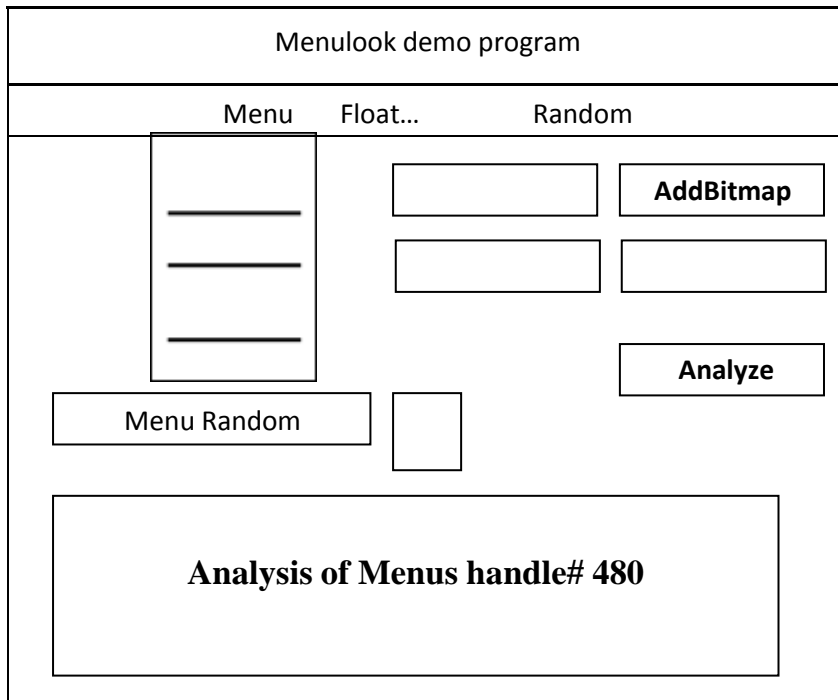 Menulook demo program
Menu Float... Random
AddBitmap
Analyze
Menu Random
Analysis of Menus handle# 480